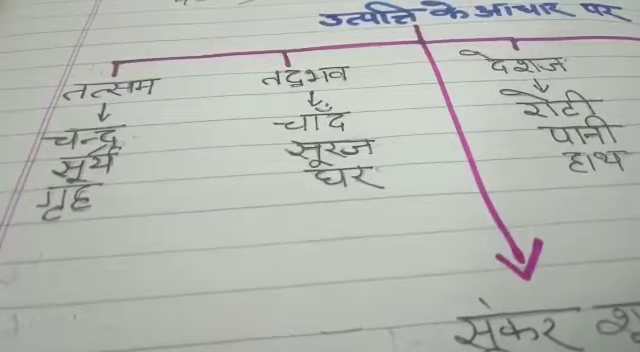 उत्पत्ति के आधार पर
तत्सम
↓
चन्द्र
सूर्य
गृह
तद्भव
↓
चाँद
सूरज
घर
देशज
↓
रोटी
पानी
हाथ
संकर